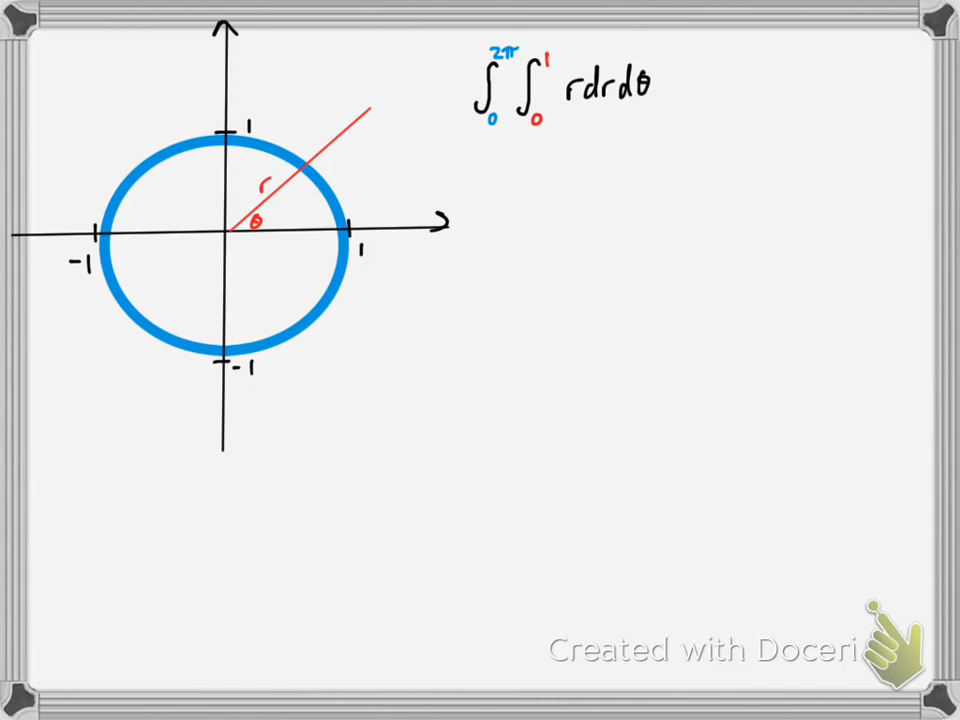 ∫₀^{2π} ∫₀^{1} r dr dθ
1
r
θ
-1
1
-1
Created with Doceri